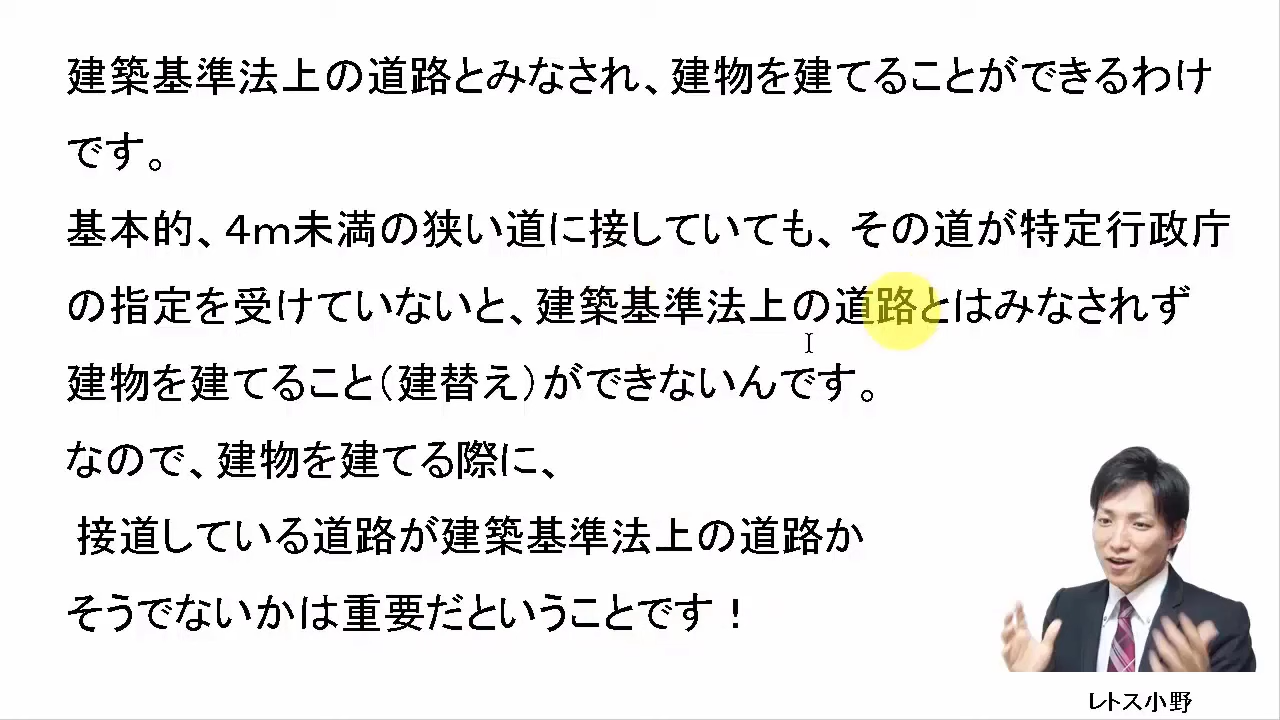 建築基準法上の道路とみなされ、建物を建てることができるわけ
です。
基本的、４ｍ未満の狭い道に接していても、その道が特定行政庁
の指定を受けていないと、建築基準法上の道路とはみなされず
建物を建てること（建替え）ができないんです。
なので、建物を建てる際に、
接道している道路が建築基準法上の道路か
そうでないかは重要だということです！
レトス小野